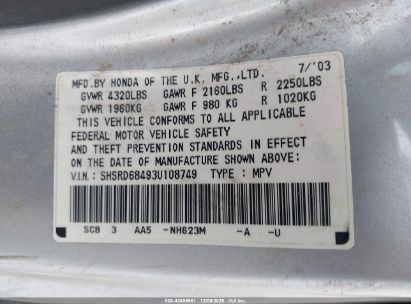 7/'03
MFD.BY HONDA OF THE U.K. MFG.,LTD.
GVWR 4320LBS GAWR F 2160LBS R 2250LBS
GVWR 1960KG GAWR F 980 KG R 1020KG
THIS VEHICLE CONFORMS TO ALL APPLICABLE
FEDERAL MOTOR VEHICLE SAFETY
AND THEFT PREVENTION STANDARDS IN EFFECT
ON THE DATE OF MANUFACTURE SHOWN ABOVE:
V.I.N.: SHSRD68493U108749 TYPE : MPV
SCB 3 AA5 -NH623M -A -U